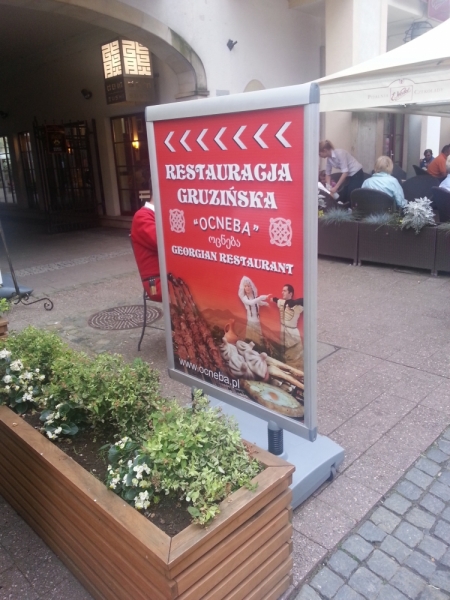 RESTAURACJA
GRUZIŃSKA
"OCNEBA"
ოცნება
GEORGIAN RESTAURANT
www.ocneba.pl